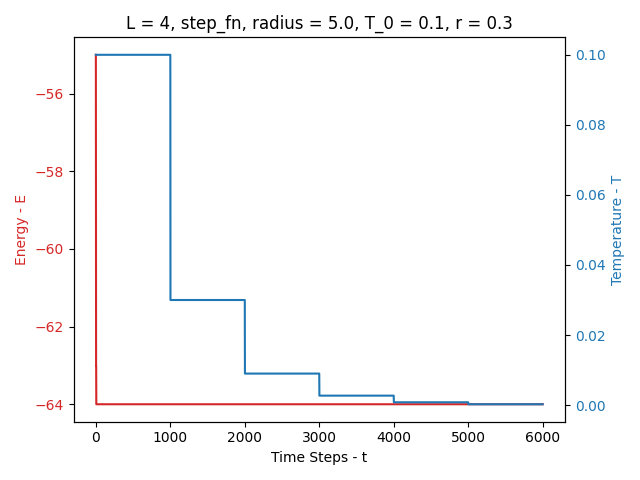 L = 4, step_fn, radius = 5.0, T_0 = 0.1, r = 0.3
Energy - E
−56
−58
−60
−62
−64
0.10
0.08
0.06
0.04
0.02
0.00
Temperature - T
0 1000 2000 3000 4000 5000 6000
Time Steps - t